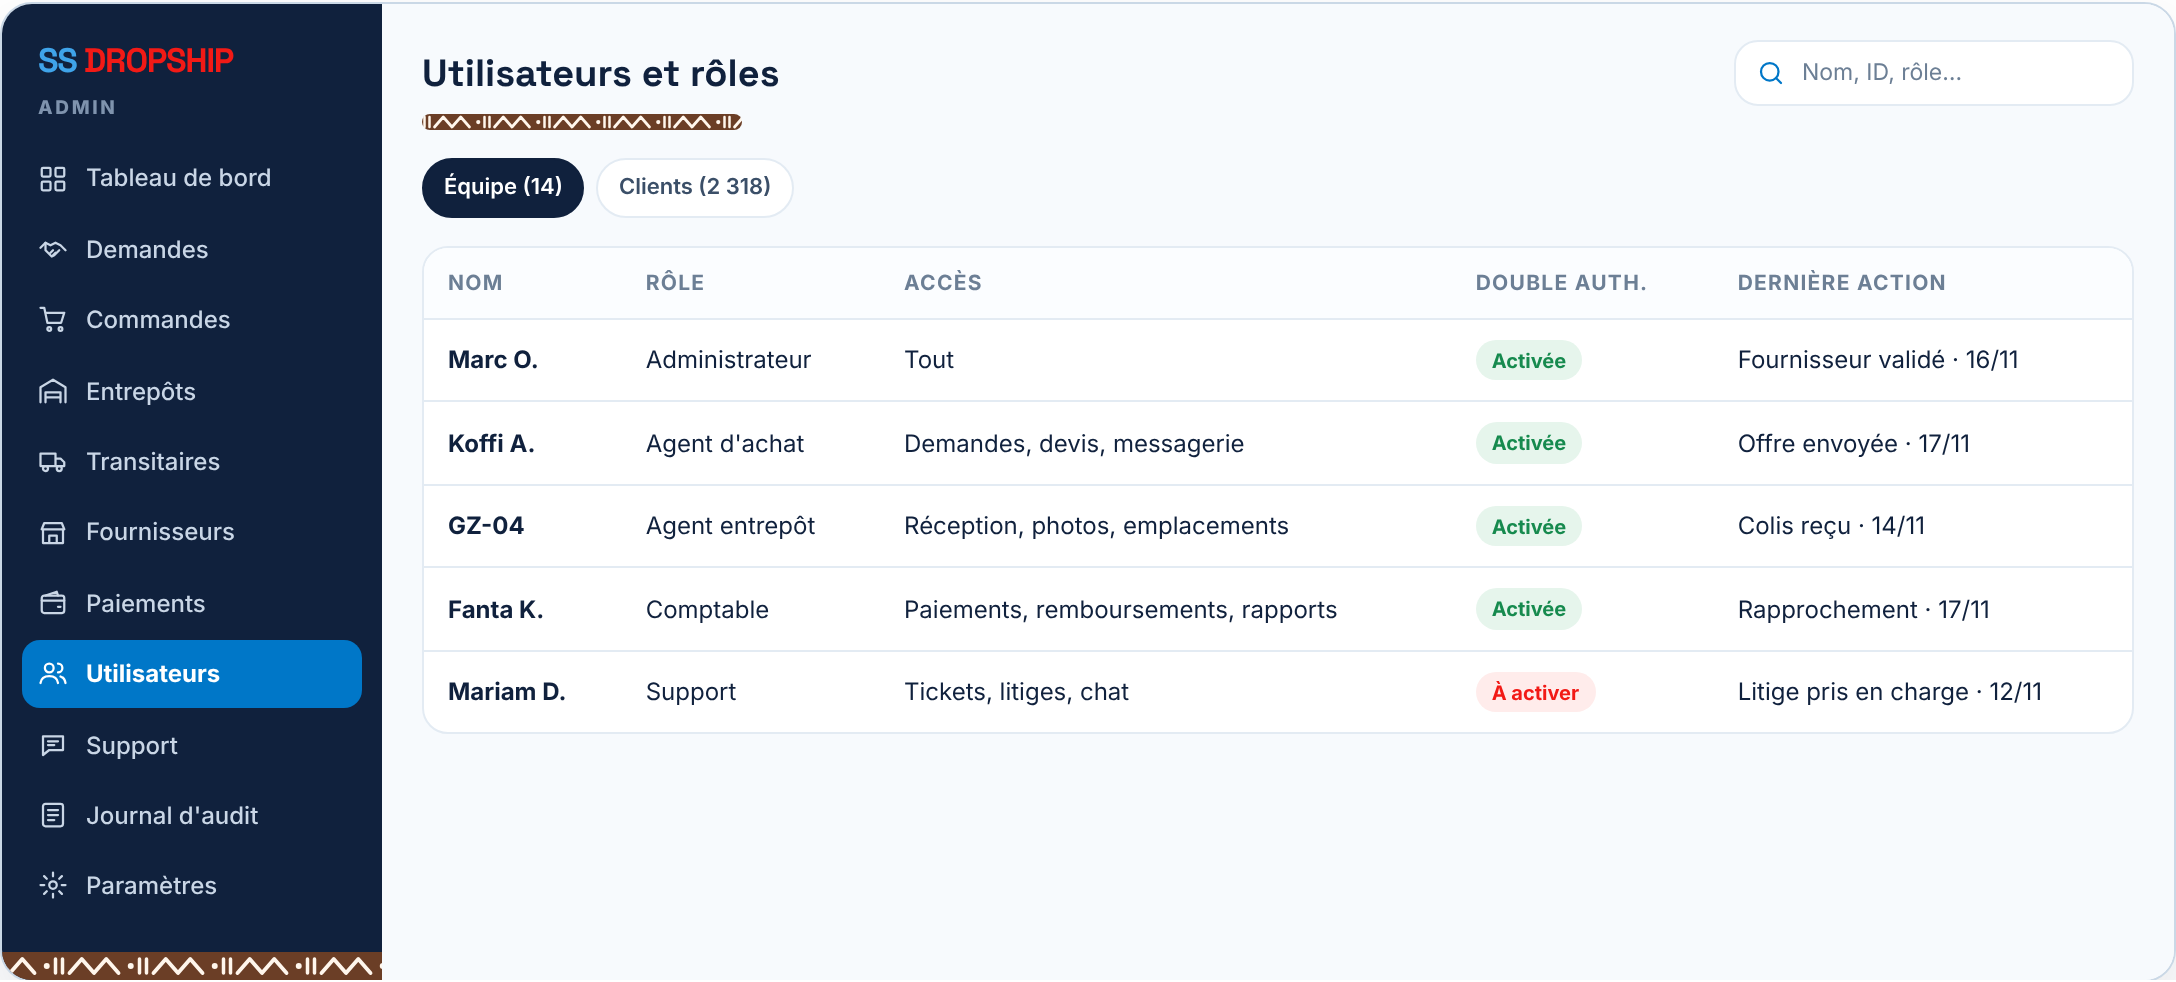 SS DROPSHIP
ADMIN
Tableau de bord
Demandes
Commandes
Entrepôts
Transitaires
Fournisseurs
Paiements
Utilisateurs
Support
Journal d'audit
Paramètres
Utilisateurs et rôles
Nom, ID, rôle...
Équipe (14) Clients (2 318)
NOM RÔLE ACCÈS DOUBLE AUTH. DERNIÈRE ACTION
Marc O. Administrateur Tout Activée Fournisseur validé · 16/11
Koffi A. Agent d'achat Demandes, devis, messagerie Activée Offre envoyée · 17/11
GZ-04 Agent entrepôt Réception, photos, emplacements Activée Colis reçu · 14/11
Fanta K. Comptable Paiements, remboursements, rapports Activée Rapprochement · 17/11
Mariam D. Support Tickets, litiges, chat À activer Litige pris en charge · 12/11